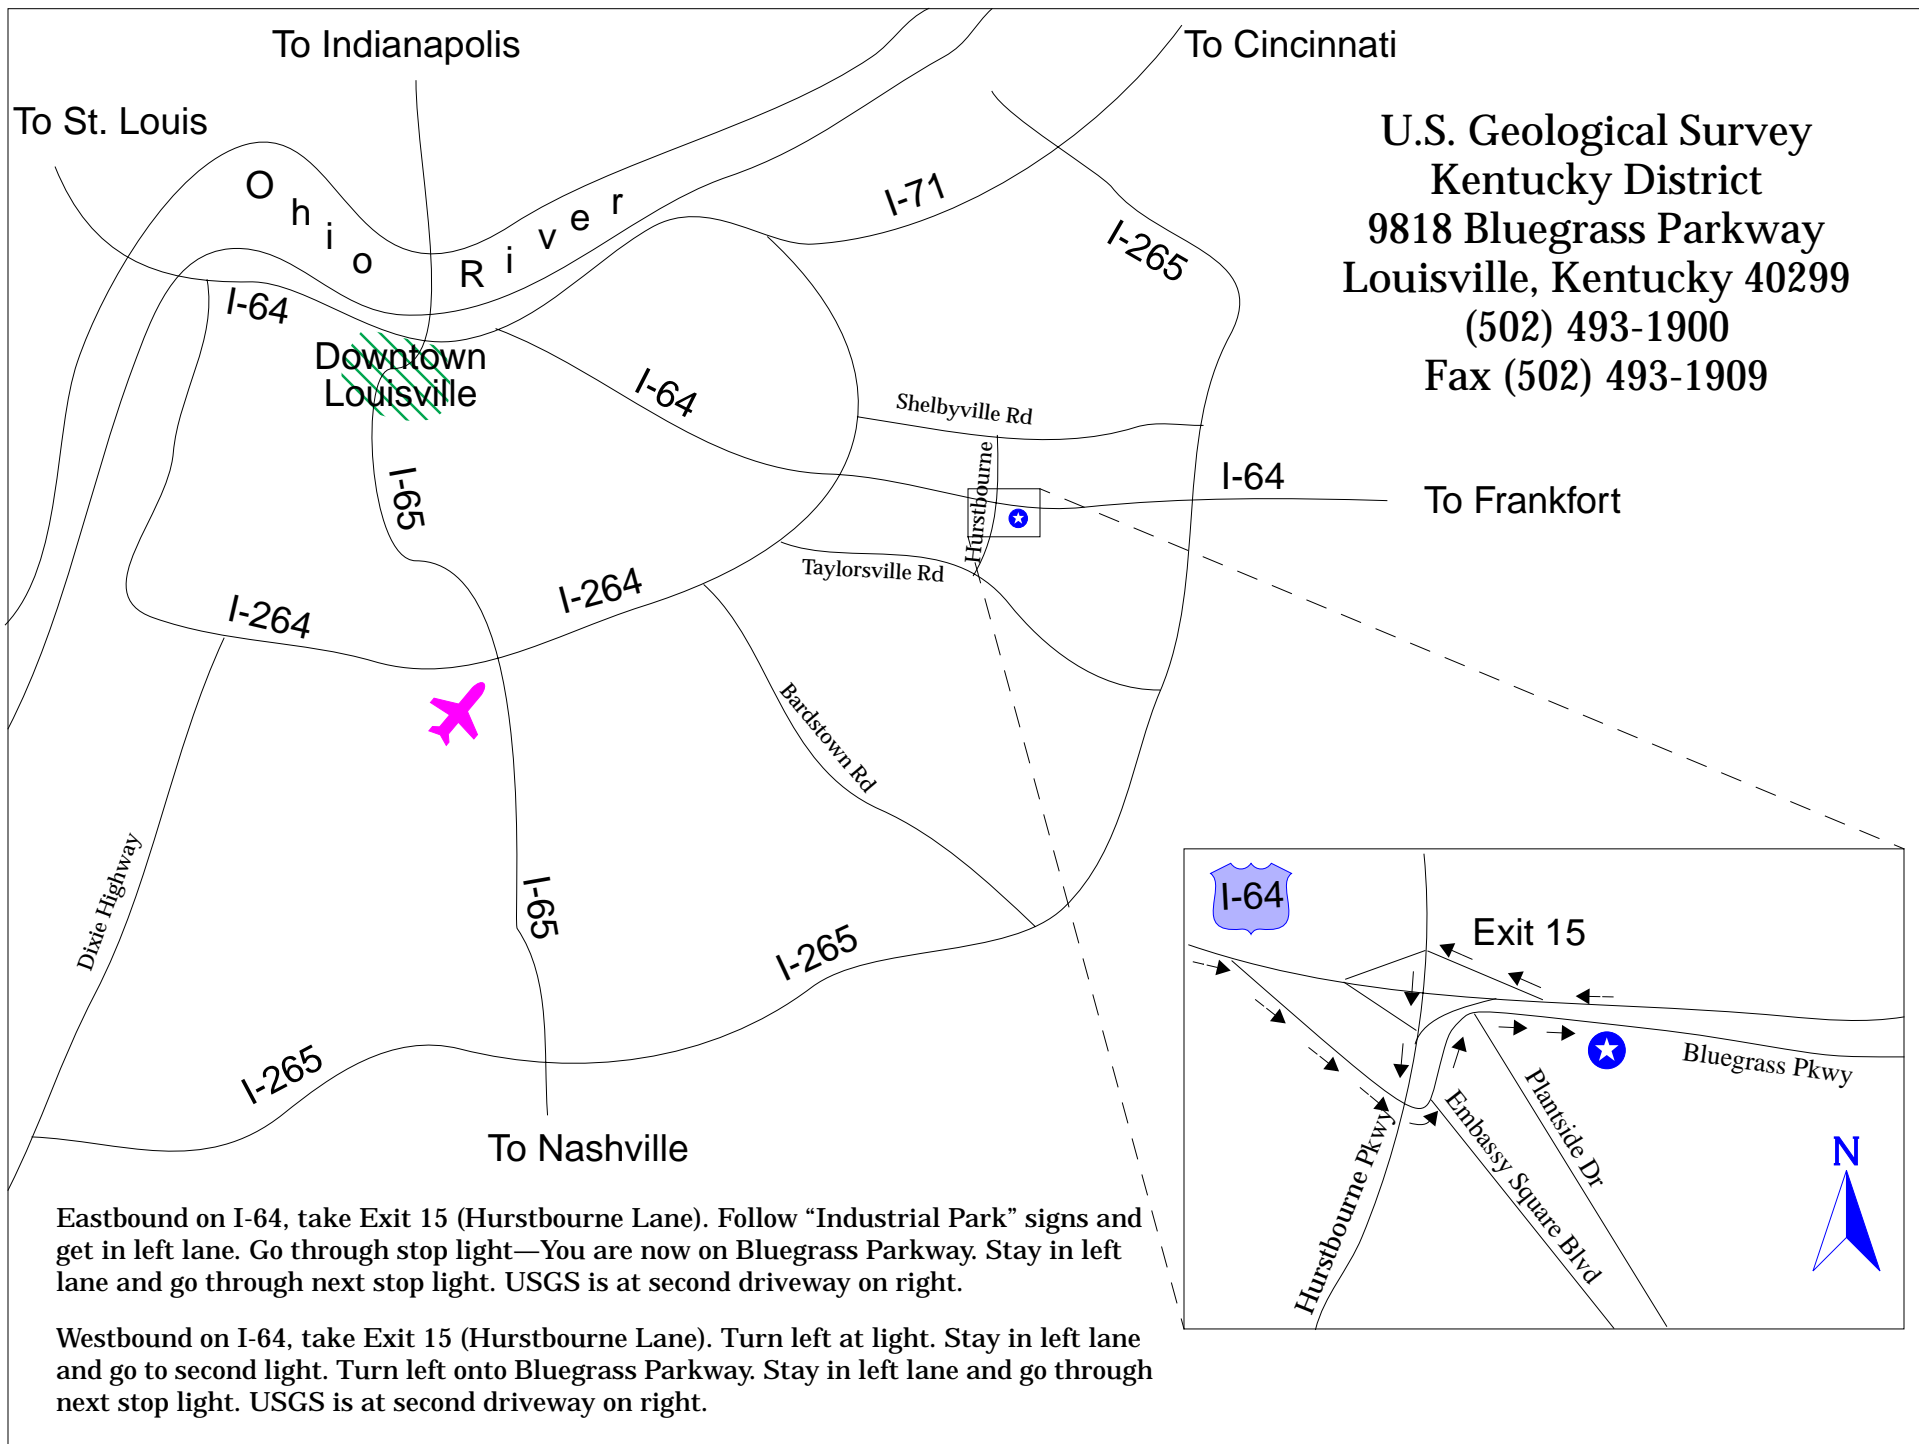 To Indianapolis
To Cincinnati
To St. Louis
U.S. Geological Survey
Kentucky District
9818 Bluegrass Parkway
Louisville, Kentucky 40299
(502) 493-1900
Fax (502) 493-1909
Ohio River
I-71
I-265
I-64
Downtown
Louisville
I-64
Shelbyville Rd
Hurstbourne
I-64
To Frankfort
I-65
Taylorsville Rd
I-264
I-264
Bardstown Rd
Dixie Highway
I-65
I-265
I-265
To Nashville
I-64
Exit 15
Bluegrass Pkwy
Plantside Dr
Embassy Square Blvd
Hurstbourne Pkwy
N
Eastbound on I-64, take Exit 15 (Hurstbourne Lane). Follow “Industrial Park” signs and
get in left lane. Go through stop light—You are now on Bluegrass Parkway. Stay in left
lane and go through next stop light. USGS is at second driveway on right.
Westbound on I-64, take Exit 15 (Hurstbourne Lane). Turn left at light. Stay in left lane
and go to second light. Turn left onto Bluegrass Parkway. Stay in left lane and go through
next stop light. USGS is at second driveway on right.